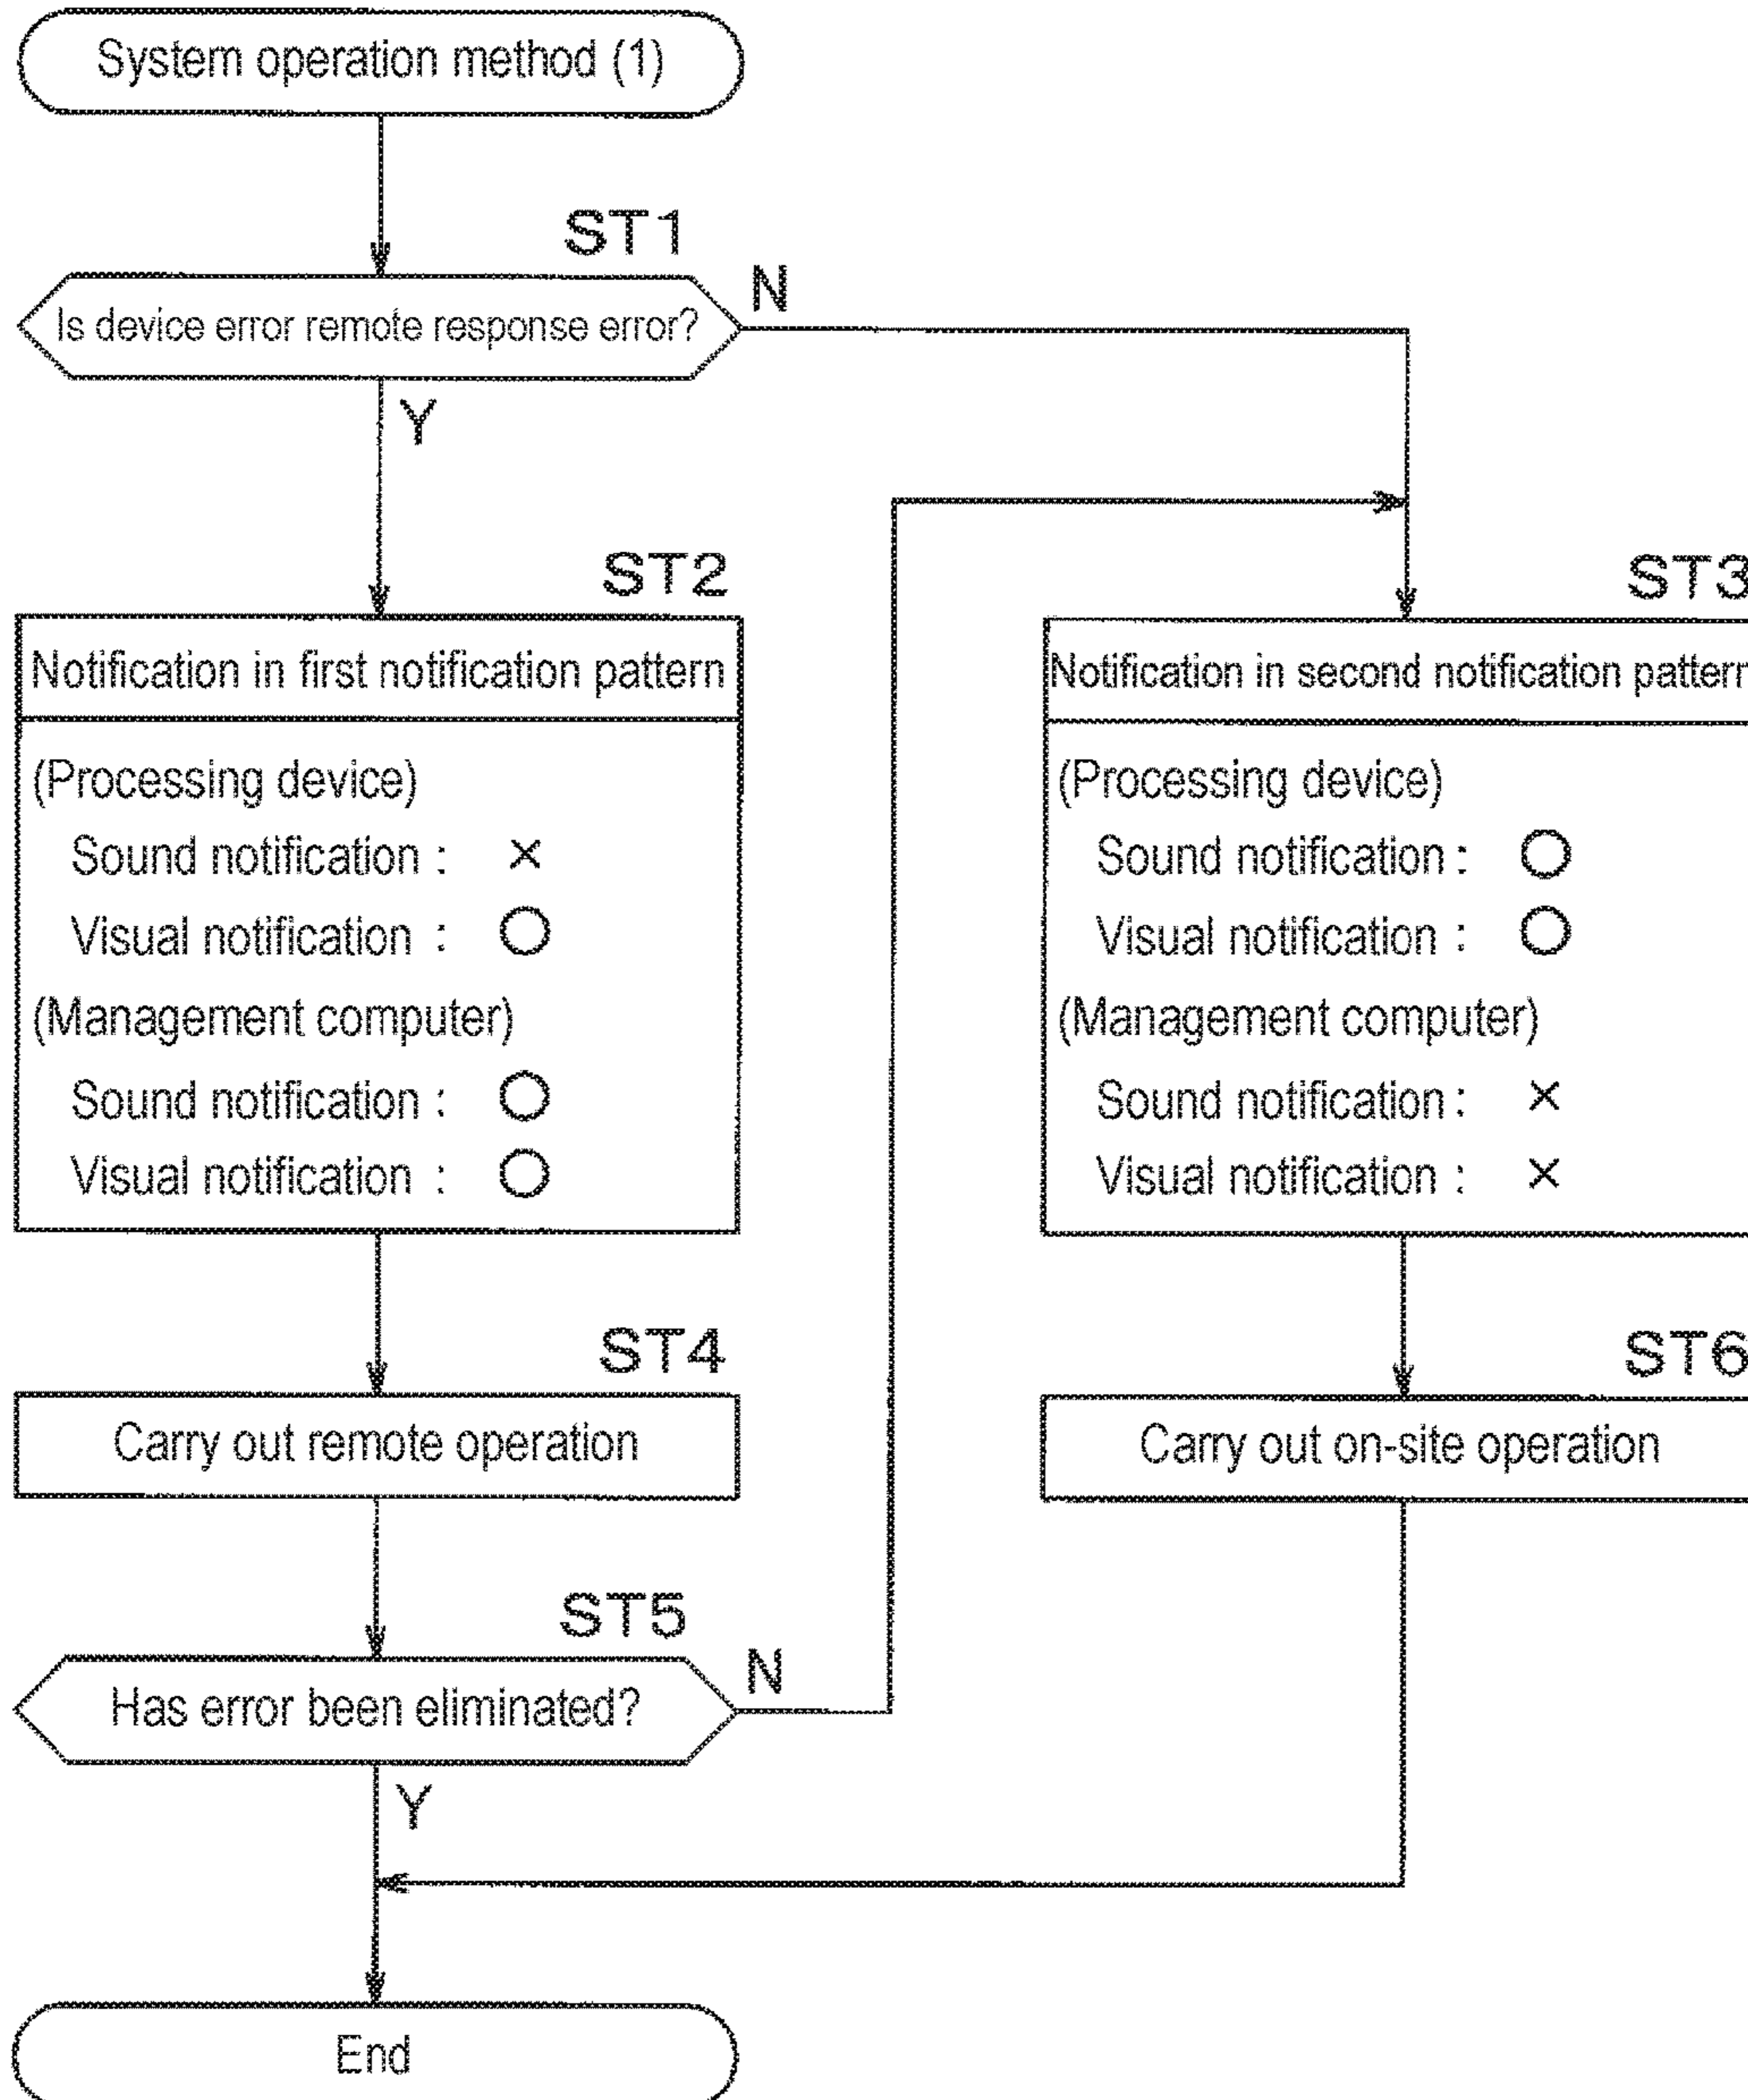 System operation method (1)
ST1
Is device error remote response error?
N
Y
ST2
Notification in first notification pattern
(Processing device)
Sound notification : ×
Visual notification : ○
(Management computer)
Sound notification : ○
Visual notification : ○
ST3
Notification in second notification pattern
(Processing device)
Sound notification : ○
Visual notification : ○
(Management computer)
Sound notification : ×
Visual notification : ×
ST4
Carry out remote operation
ST6
Carry out on-site operation
ST5
Has error been eliminated?
N
Y
End